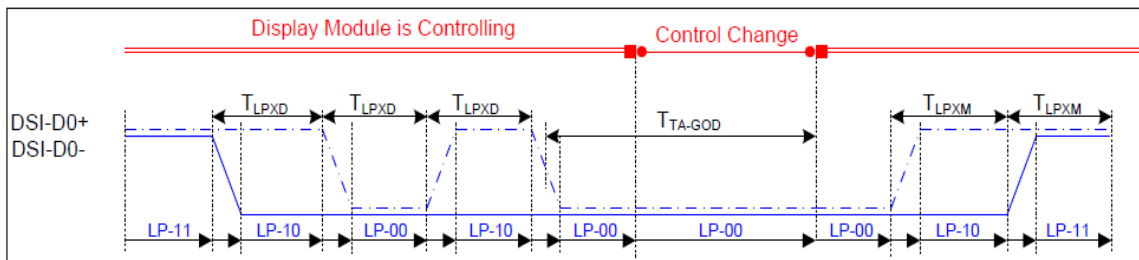 Display Module is Controlling Control Change
TLPXD TLPXD TLPXD TLPXM TLPXM
DSI-D0+
TTA-GOD
DSI-D0-
LP-11 LP-10 LP-00 LP-10 LP-00 LP-00 LP-00 LP-10 LP-11